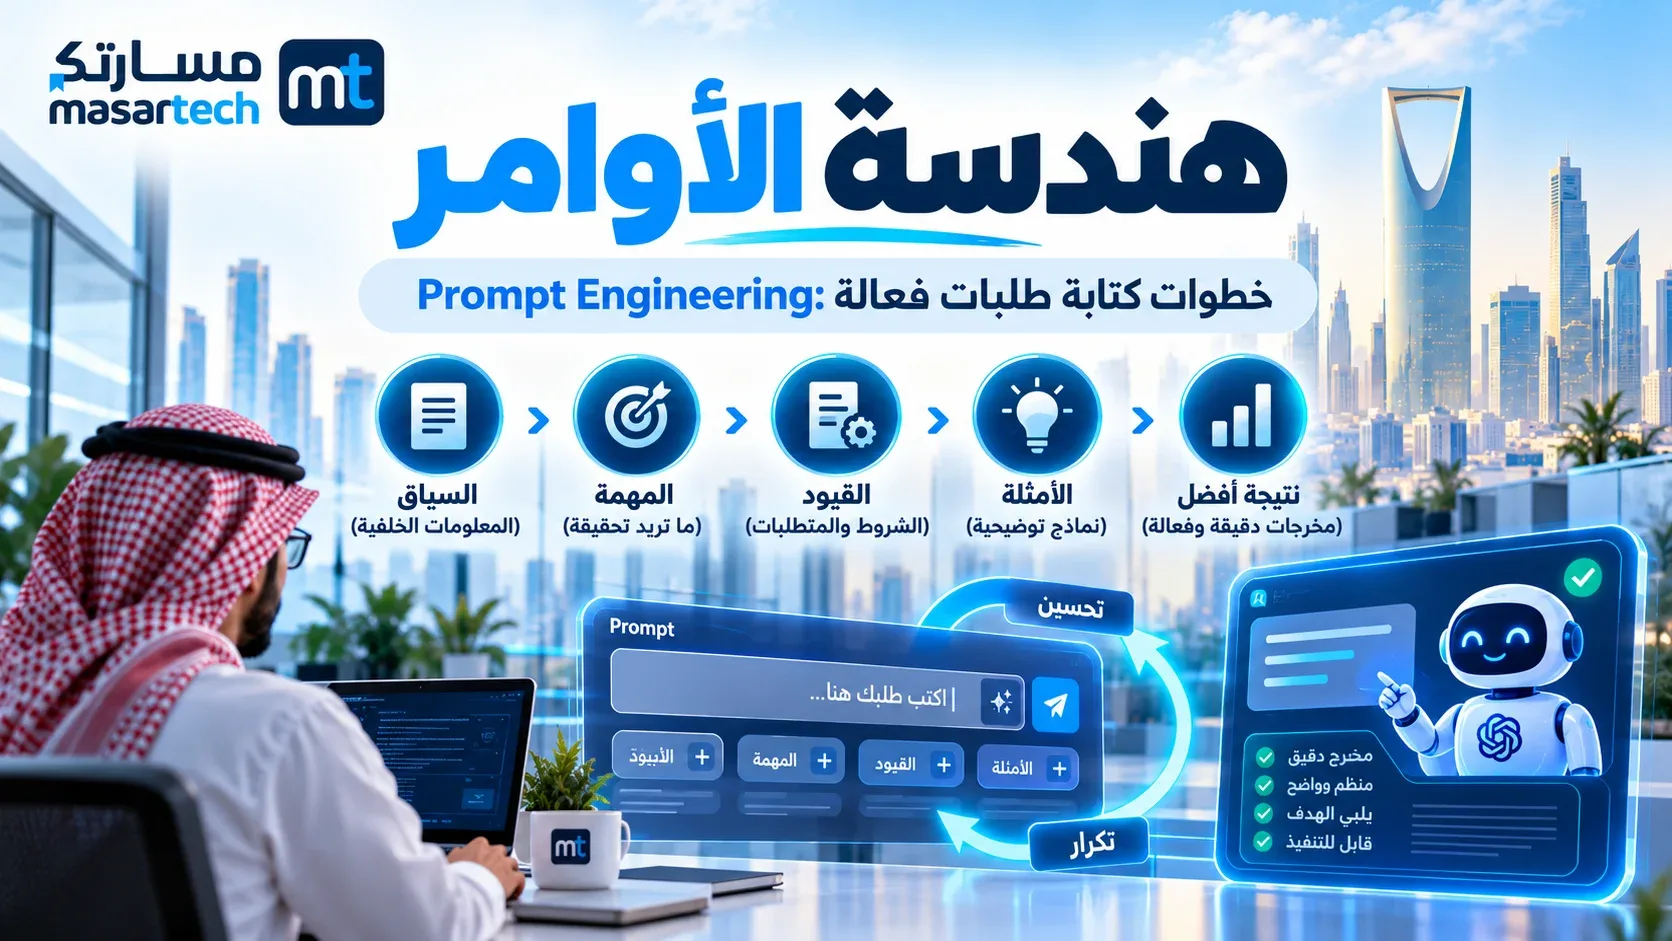 مسارتك
masartech
mt
هندسة الأوامر
خطوات كتابة طلبات فعالة :Prompt Engineering
السياق
(المعلومات الخلفية)
المهمة
(ما تريد تحقيقة)
القيود
(الشروط والمتطلبات)
الأمثلة
(نماذج توضيحية)
نتيجة أفضل
(مخرجات دقيقة وفعالة)
Prompt
اكتب طلبك هنا...
الأبيوذ +
المهمة +
القيود +
الأمثلة +
تحسين
تكرار
مخرج دقيق
منظم وواضح
يلبي الهدف
قابل للتنفيذ
mt